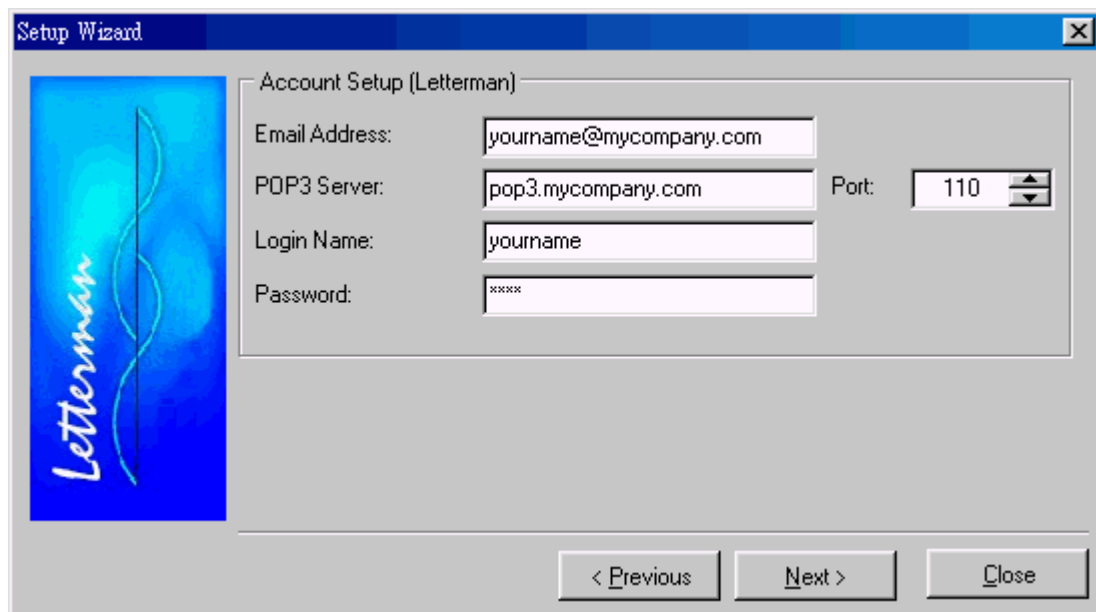 Setup Wizard
Letterman
Account Setup (Letterman)
Email Address: yourname@mycompany.com
POP3 Server: pop3.mycompany.com Port: 110
Login Name: yourname
Password: ****
< Previous Next > Close